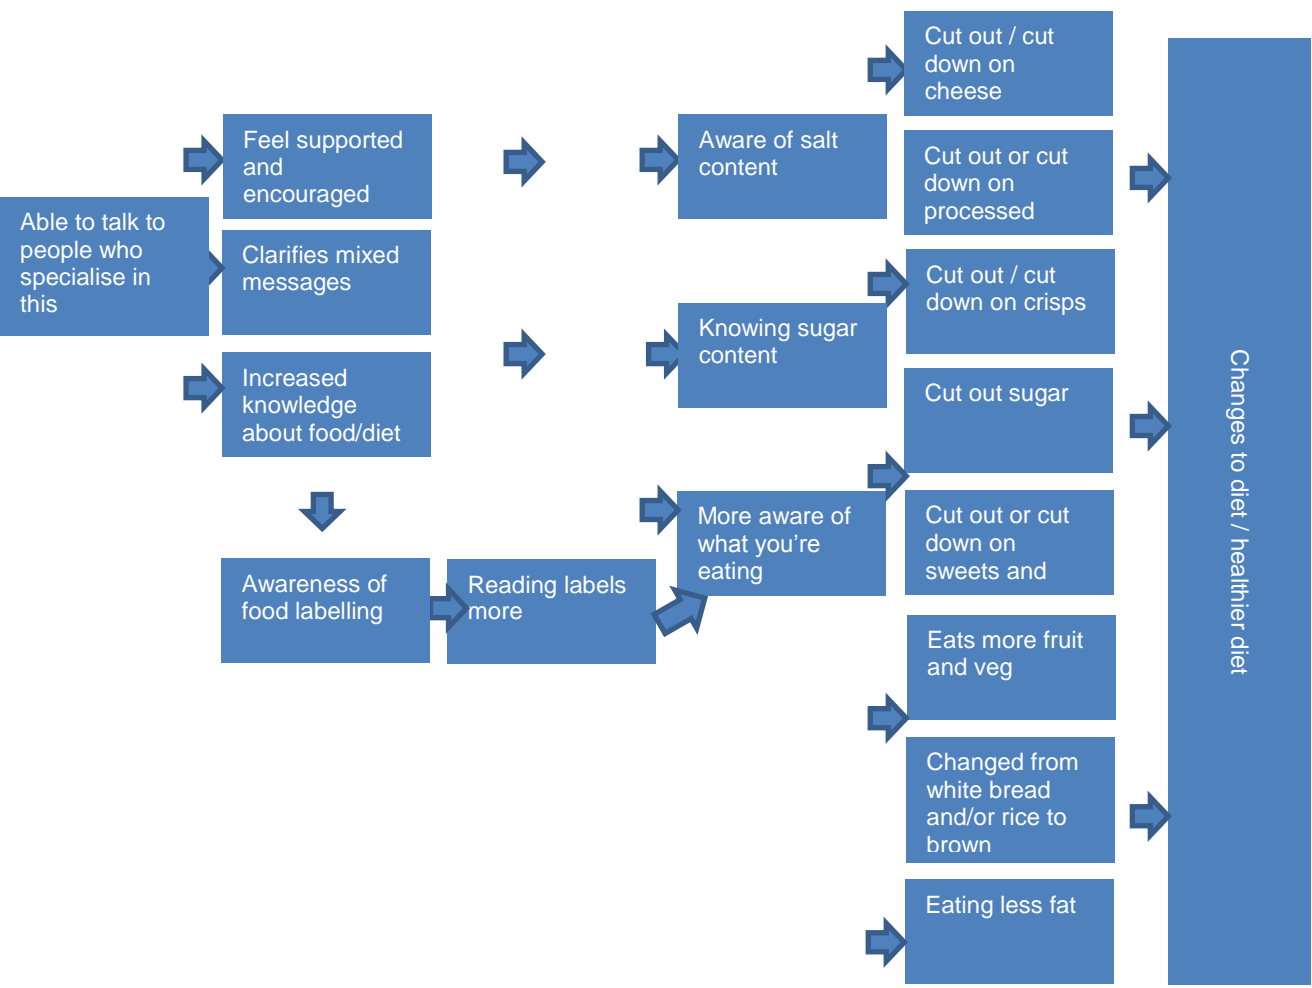 Able to talk to
people who
specialise in
this
Feel supported
and
encouraged
Clarifies mixed
messages
Increased
knowledge
about food/diet
Awareness of
food labelling
Reading labels
more
Aware of salt
content
Knowing sugar
content
More aware of
what you’re
eating
Cut out / cut
down on
cheese
Cut out or cut
down on
processed
Cut out / cut
down on crisps
Cut out sugar
Cut out or cut
down on
sweets and
Eats more fruit
and veg
Changed from
white bread
and/or rice to
brown
Eating less fat
Changes to diet / healthier diet